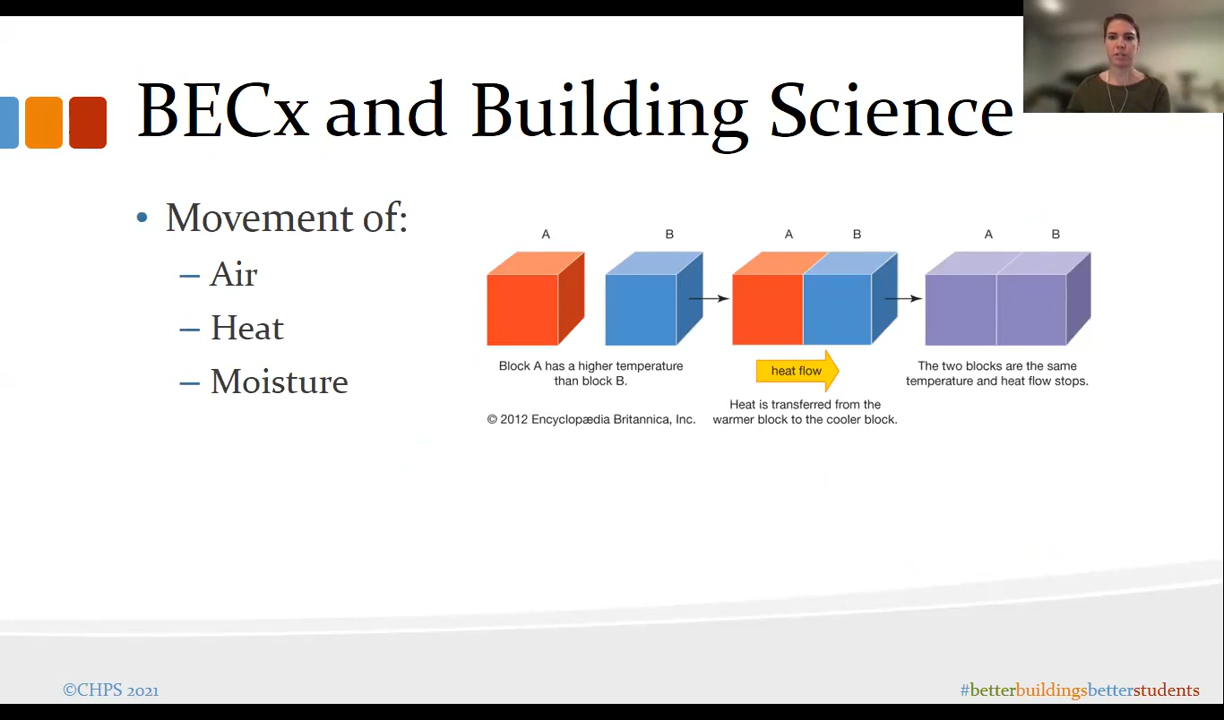 BECx and Building Science
• Movement of:
– Air
– Heat
– Moisture
A
B
A
B
A
B
Block A has a higher temperature
than block B.
heat flow
Heat is transferred from the
warmer block to the cooler block.
The two blocks are the same
temperature and heat flow stops.
© 2012 Encyclopædia Britannica, Inc.
©CHPS 2021
#betterbuildingsbetterstudents